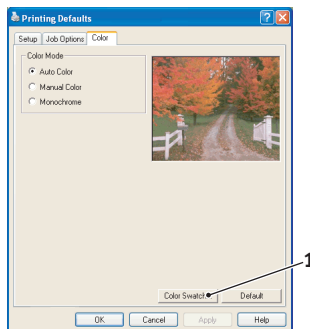 Printing Defaults
Setup Job Options Color
Color Mode
Auto Color
Manual Color
Monochrome
1
Color Swatch Default
OK Cancel Apply Help